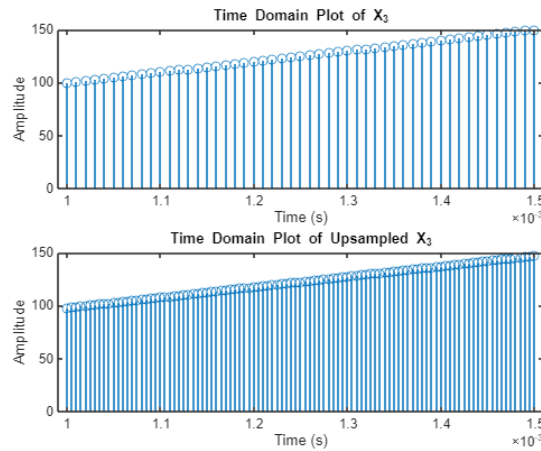 Time Domain Plot of X3
150
100
50
0
Amplitude
1 1.1 1.2 1.3 1.4 1.5
Time (s)
×10-3
Time Domain Plot of Upsampled X3
150
100
50
0
Amplitude
1 1.1 1.2 1.3 1.4 1.5
Time (s)
×10-3